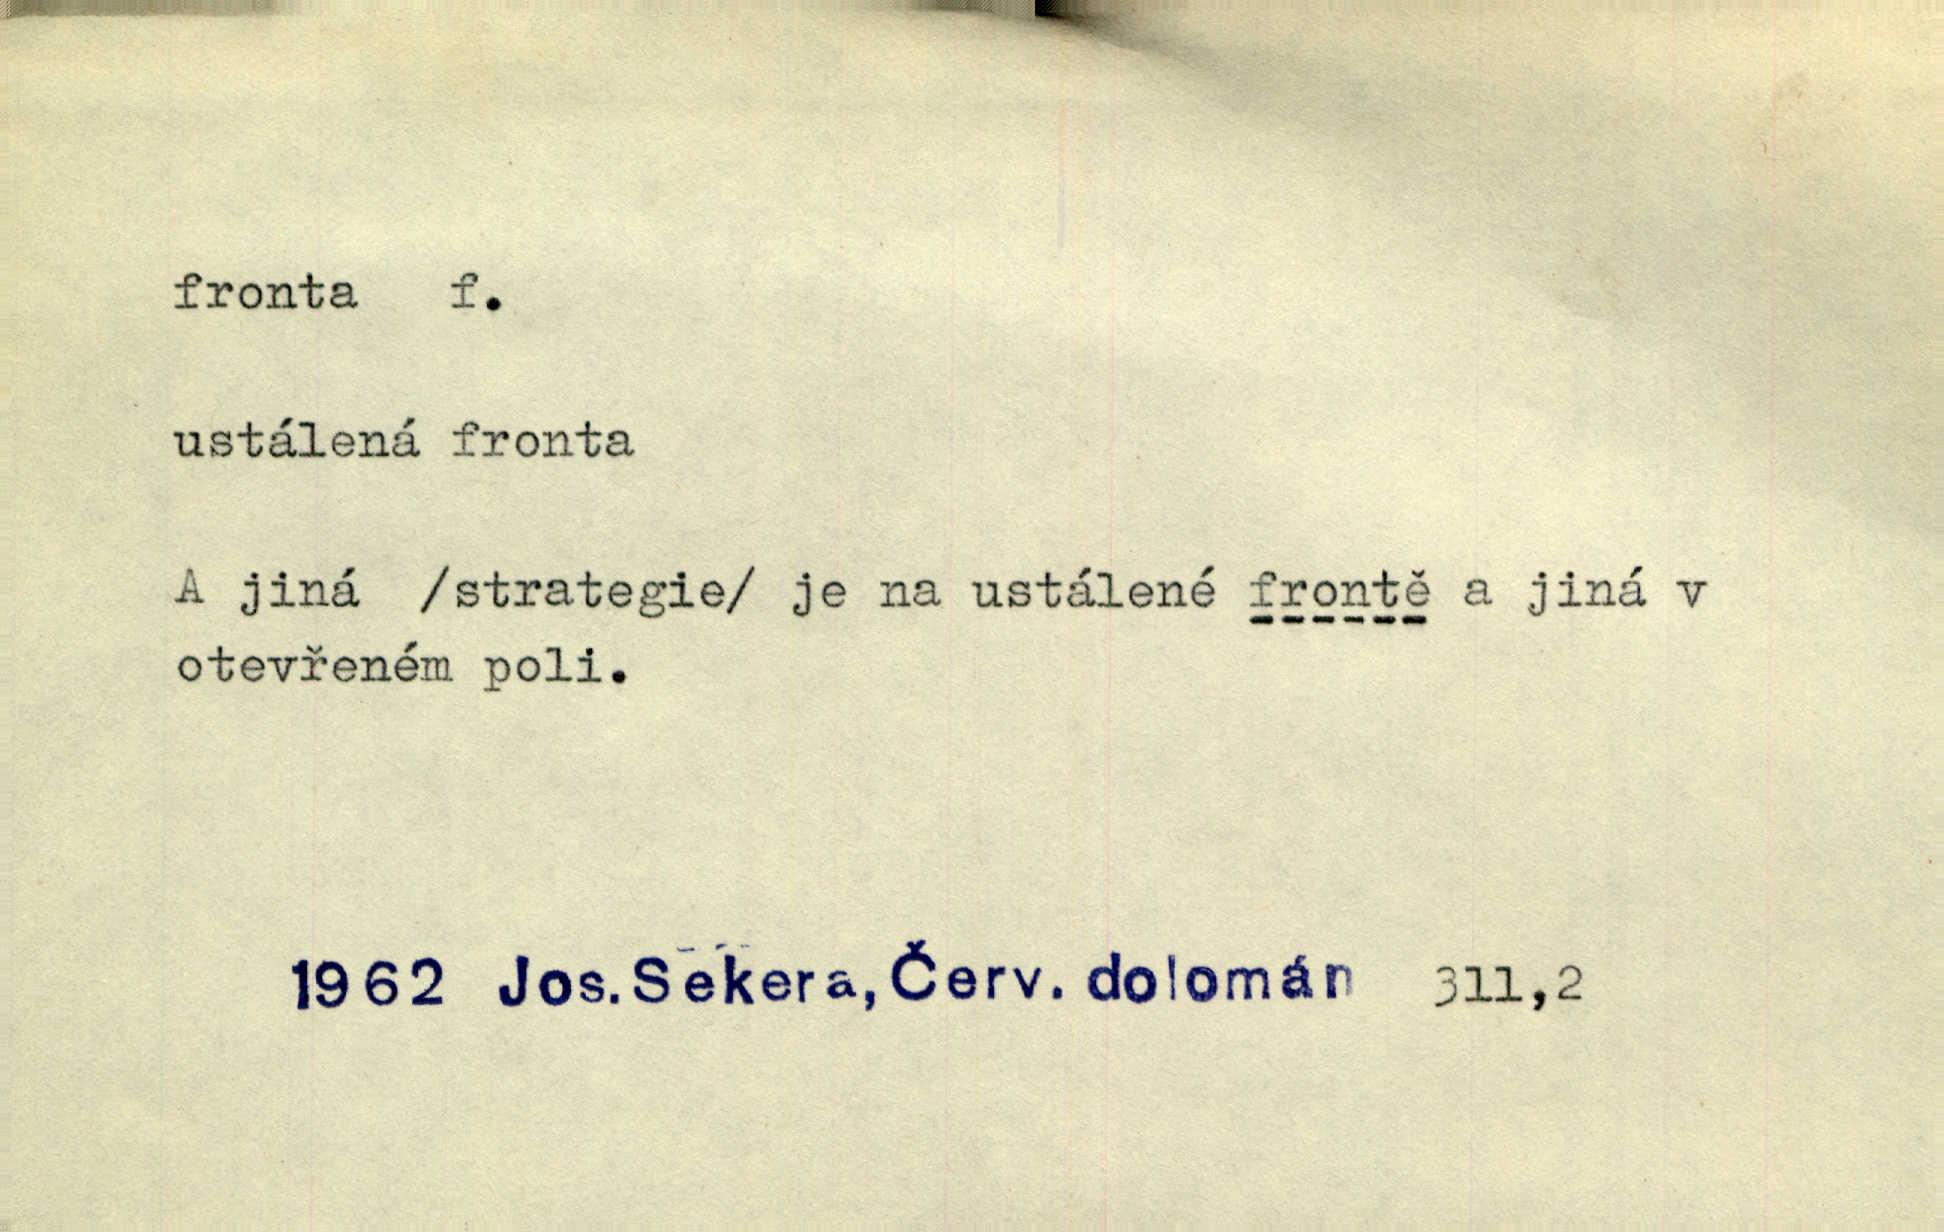 fronta f.
ustálená fronta
A jiná /strategie/ je na ustálené frontě a jiná v
otevřeném poli.
1962 Jos. Sekera, Červ. dolomán 311,2